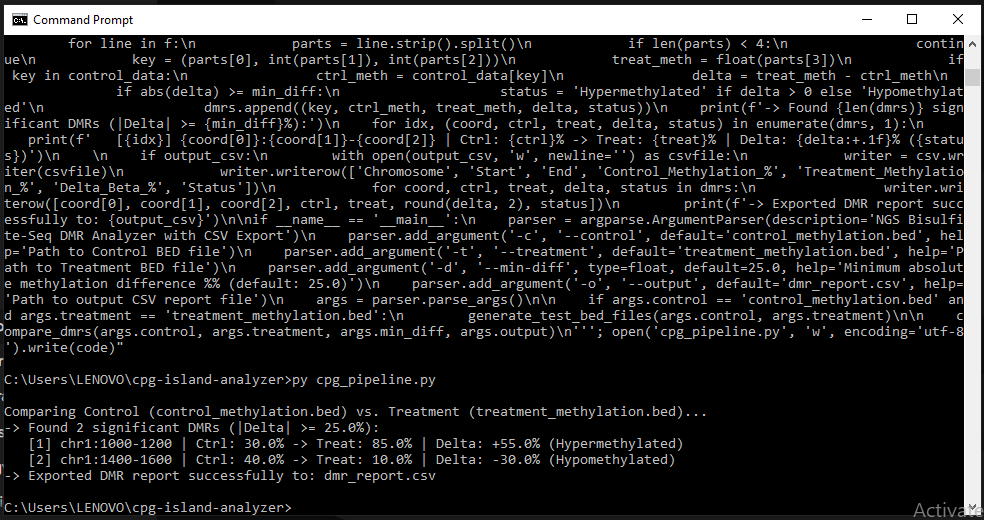 Command Prompt
        for line in f:\n            parts = line.strip().split()\n            if len(parts) < 4:\n                contin
ue\n            key = (parts[0], int(parts[1]), int(parts[2]))\n            treat_meth = float(parts[3])\n            if
 key in control_data:\n                ctrl_meth = control_data[key]\n                delta = treat_meth - ctrl_meth\n
              if abs(delta) >= min_diff:\n                    status = 'Hypermethylated' if delta > 0 else 'Hypomethylat
ed'\n                    dmrs.append((key, ctrl_meth, treat_meth, delta, status))\n    print(f'-> Found {len(dmrs)} sign
ificant DMRs (|Delta| >= {min_diff}%):')\n    for idx, (coord, ctrl, treat, delta, status) in enumerate(dmrs, 1):\n
   print(f'   [{idx}] {coord[0]}:{coord[1]}-{coord[2]} | Ctrl: {ctrl}% -> Treat: {treat}% | Delta: {delta:+.1f}% ({statu
s})')\n    \n    if output_csv:\n        with open(output_csv, 'w', newline='') as csvfile:\n            writer = csv.wr
iter(csvfile)\n            writer.writerow(['Chromosome', 'Start', 'End', 'Control_Methylation_%', 'Treatment_Methylatio
n_%', 'Delta_Beta_%', 'Status'])\n            for coord, ctrl, treat, delta, status in dmrs:\n                writer.wri
terow([coord[0], coord[1], coord[2], ctrl, treat, round(delta, 2), status])\n        print(f'-> Exported DMR report succ
essfully to: {output_csv}')\n\nif __name__ == '__main__':\n    parser = argparse.ArgumentParser(description='NGS Bisulfi
te-Seq DMR Analyzer with CSV Export')\n    parser.add_argument('-c', '--control', default='control_methylation.bed', hel
p='Path to Control BED file')\n    parser.add_argument('-t', '--treatment', default='treatment_methylation.bed', help='P
ath to Treatment BED file')\n    parser.add_argument('-d', '--min-diff', type=float, default=25.0, help='Minimum absolut
e methylation difference %% (default: 25.0)')\n    parser.add_argument('-o', '--output', default='dmr_report.csv', help=
'Path to output CSV report file')\n    args = parser.parse_args()\n\n    if args.control == 'control_methylation.bed' an
d args.treatment == 'treatment_methylation.bed':\n        generate_test_bed_files(args.control, args.treatment)\n\n    c
ompare_dmrs(args.control, args.treatment, args.min_diff, args.output)\n'''; open('cpg_pipeline.py', 'w', encoding='utf-8
').write(code)"
C:\Users\LENOVO\cpg-island-analyzer>py cpg_pipeline.py
Comparing Control (control_methylation.bed) vs. Treatment (treatment_methylation.bed)...
-> Found 2 significant DMRs (|Delta| >= 25.0%):
   [1] chr1:1000-1200 | Ctrl: 30.0% -> Treat: 85.0% | Delta: +55.0% (Hypermethylated)
   [2] chr1:1400-1600 | Ctrl: 40.0% -> Treat: 10.0% | Delta: -30.0% (Hypomethylated)
-> Exported DMR report successfully to: dmr_report.csv
C:\Users\LENOVO\cpg-island-analyzer>
Activate